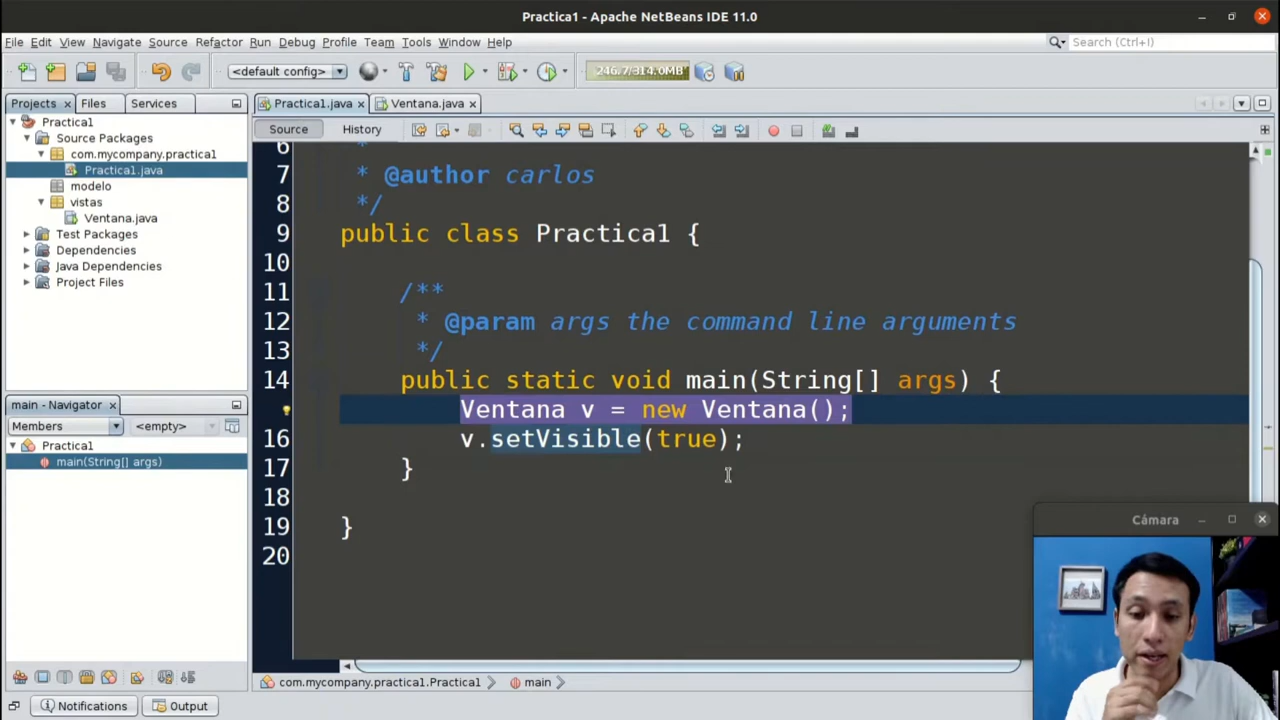 Practica1 - Apache NetBeans IDE 11.0
File Edit View Navigate Source Refactor Run Debug Profile Team Tools Window Help
Search (Ctrl+I)
<default config>
246.7/314.0MB
Projects
Files
Services
Practica1.java
Ventana.java
Source
History
Practica1
Source Packages
com.mycompany.practica1
Practica1.java
modelo
vistas
Ventana.java
Test Packages
Dependencies
Java Dependencies
Project Files
main - Navigator
Members
<empty>
Practica1
main(String[] args)
6 *
7 * @author carlos
8 */
9 public class Practica1 {
10
11 /**
12 * @param args the command line arguments
13 */
14 public static void main(String[] args) {
Ventana v = new Ventana();
16 v.setVisible(true);
17 }
18
19 }
20
Cámara
com.mycompany.practica1.Practica1
main
Notifications
Output